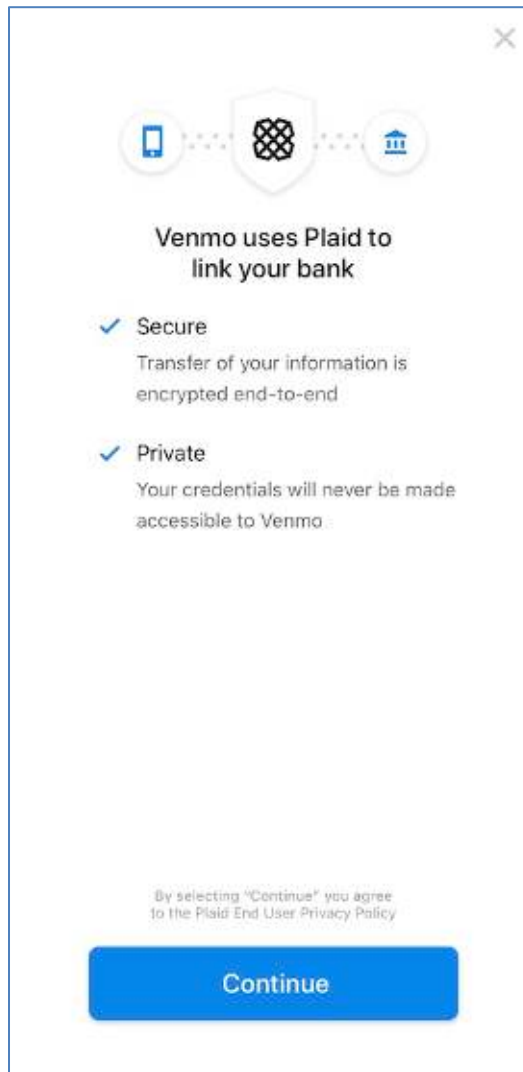 Venmo uses Plaid to
link your bank
Secure
Transfer of your information is
encrypted end-to-end
Private
Your credentials will never be made
accessible to Venmo
By selecting "Continue" you agree
to the Plaid End User Privacy Policy
Continue